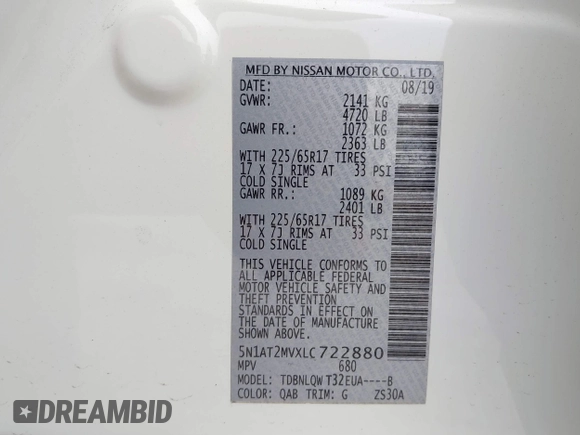 MFD BY NISSAN MOTOR CO., LTD.
DATE: 08/19
GVWR: 2141 KG
4720 LB
GAWR FR.: 1072 KG
2363 LB
WITH 225/65R17 TIRES
17 X 7J RIMS AT 33 PSI
COLD SINGLE
GAWR RR.: 1089 KG
2401 LB
WITH 225/65R17 TIRES
17 X 7J RIMS AT 33 PSI
COLD SINGLE
THIS VEHICLE CONFORMS TO
ALL APPLICABLE FEDERAL
MOTOR VEHICLE SAFETY AND
THEFT PREVENTION
STANDARDS IN EFFECT ON
THE DATE OF MANUFACTURE
SHOWN ABOVE.
5N1AT2MVXLC722880
MPV 680
MODEL: TDBNLQW T32EUA----B
COLOR: QAB TRIM: G ZS30A
DREAMBID